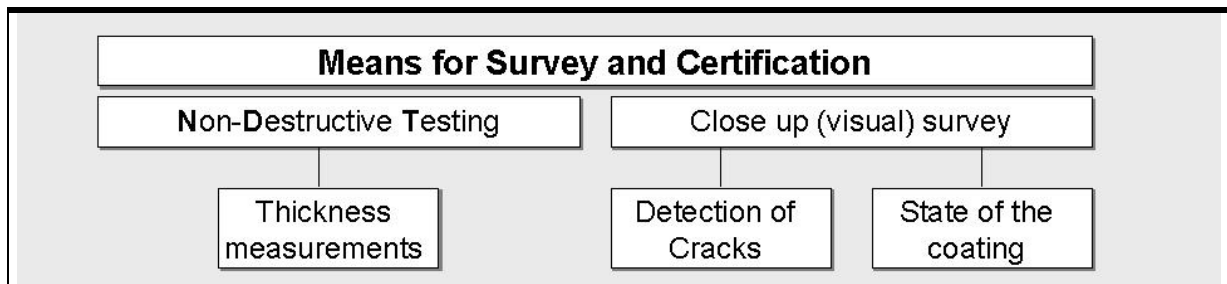 Means for Survey and Certification
Non-Destructive Testing
Close up (visual) survey
Thickness
measurements
Detection of
Cracks
State of the
coating